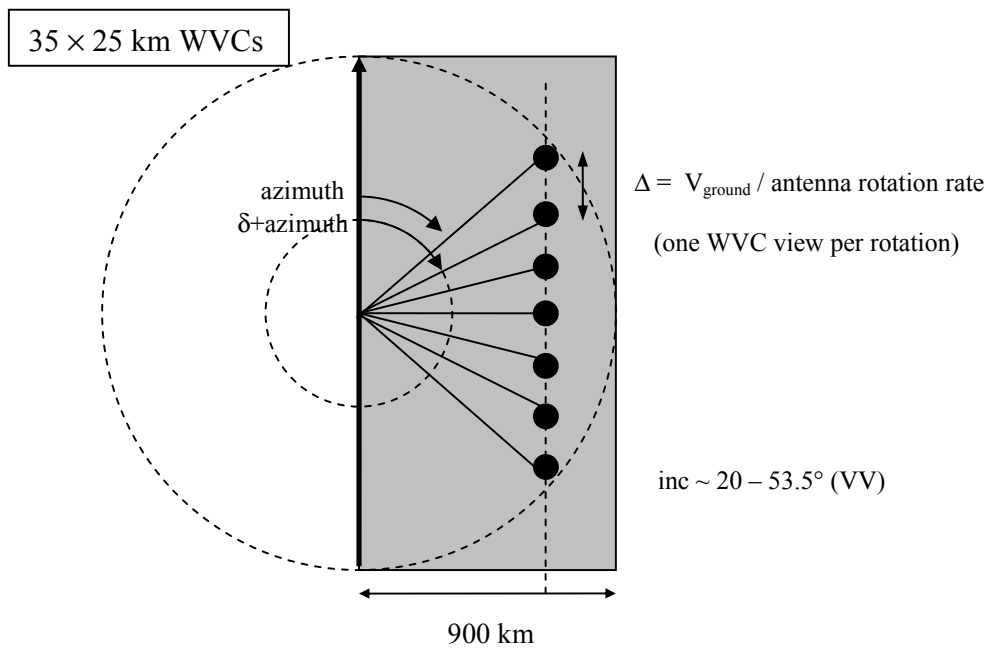 35 × 25 km WVCs
azimuth
δ+azimuth
Δ = V_ground / antenna rotation rate
(one WVC view per rotation)
inc ~ 20 – 53.5° (VV)
900 km